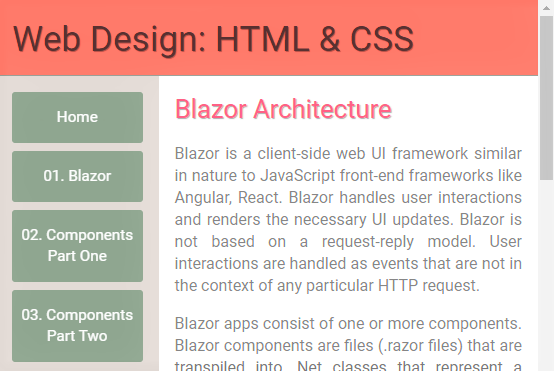 Web Design: HTML & CSS
Home
01. Blazor
02. Components
Part One
03. Components
Part Two
Blazor Architecture
Blazor is a client-side web UI framework similar
in nature to JavaScript front-end frameworks like
Angular, React. Blazor handles user interactions
and renders the necessary UI updates. Blazor is
not based on a request-reply model. User
interactions are handled as events that are not in
the context of any particular HTTP request.
Blazor apps consist of one or more components.
Blazor components are files (.razor files) that are
transpiled into .Net classes that represent a